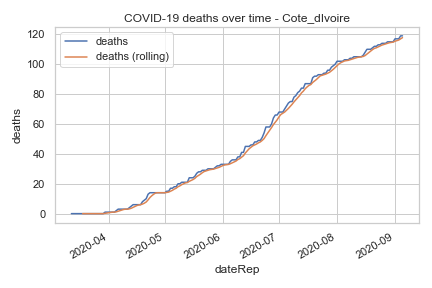 COVID-19 deaths over time - Cote_dIvoire
deaths
deaths (rolling)
deaths
120
100
80
60
40
20
0
2020-04
2020-05
2020-06
2020-07
2020-08
2020-09
dateRep